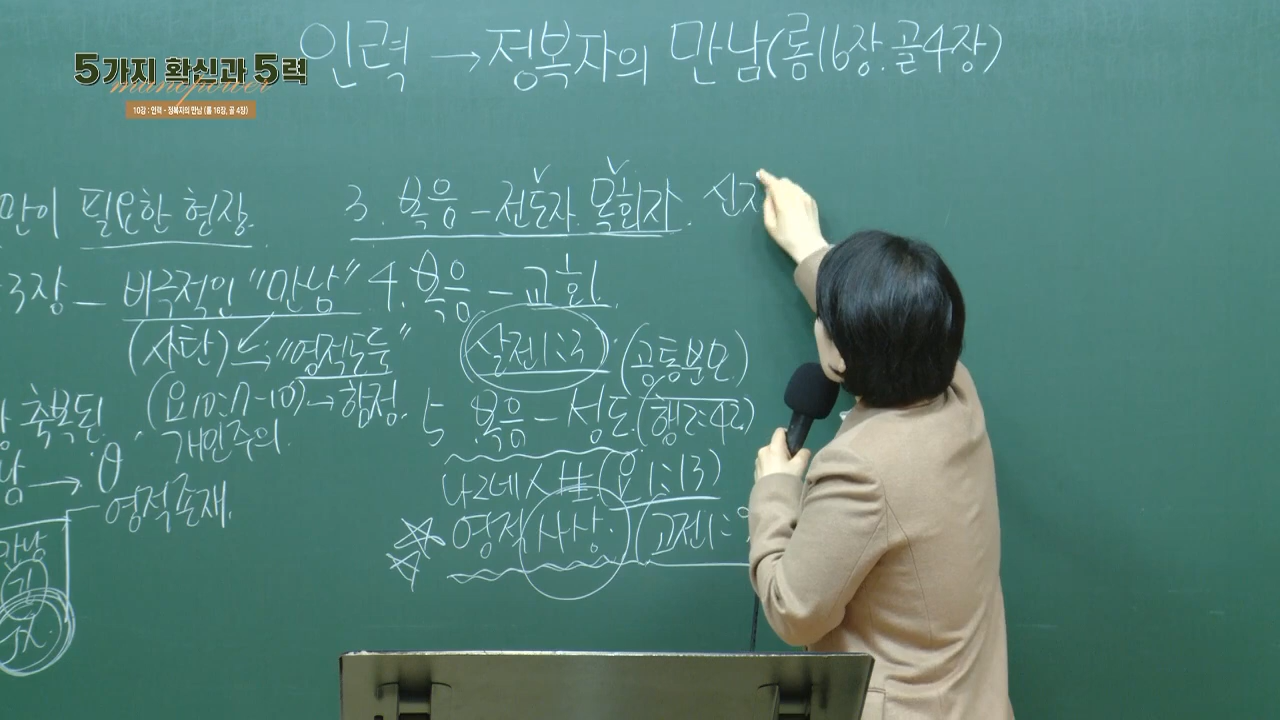 인력 → 정복자의 만남(롬16장.골4장)
5가지 확신과 5력
manpower
10강 : 인력 - 정복자의 만남 (롬 16장, 골 4장)
만이 필요한 현장.
3장 - 비극적인 "만남"
(사탄) "영적도둑"
(요10:1-10) → 함정.
개인주의.
축복된
남 → 0
영적존재.
만남
3. 복음 - 전도자. 목회자.
4. 복음 - 교회.
살전1:3. (공통분모)
5 복음 - 성도. (행2:42)
나그네 (요1:13)
영적 사상. (고전1: